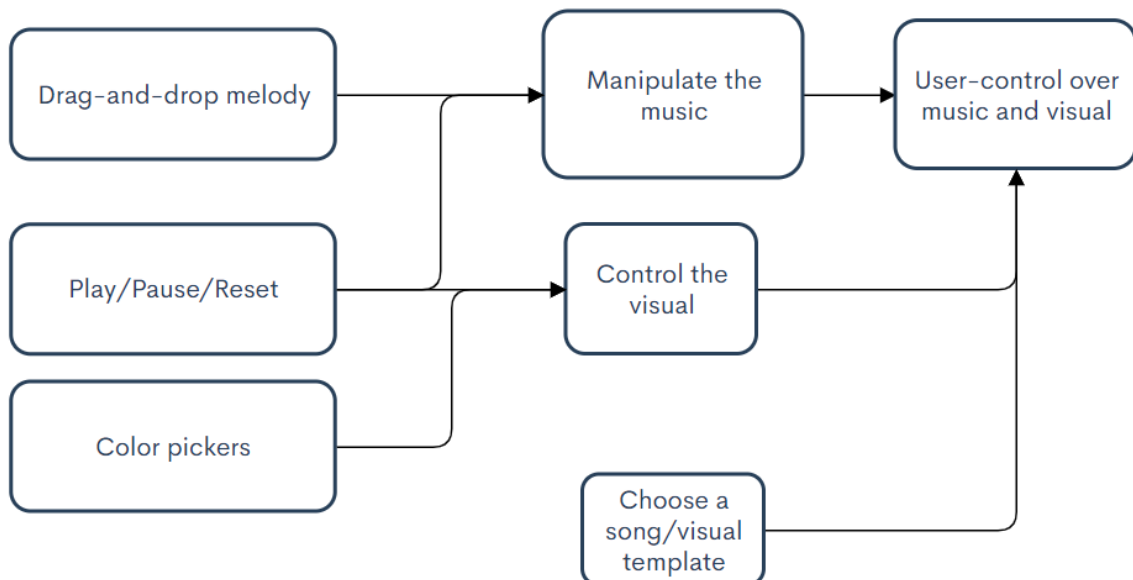 Drag-and-drop melody
Manipulate the
music
User-control over
music and visual
Play/Pause/Reset
Control the
visual
Color pickers
Choose a
song/visual
template